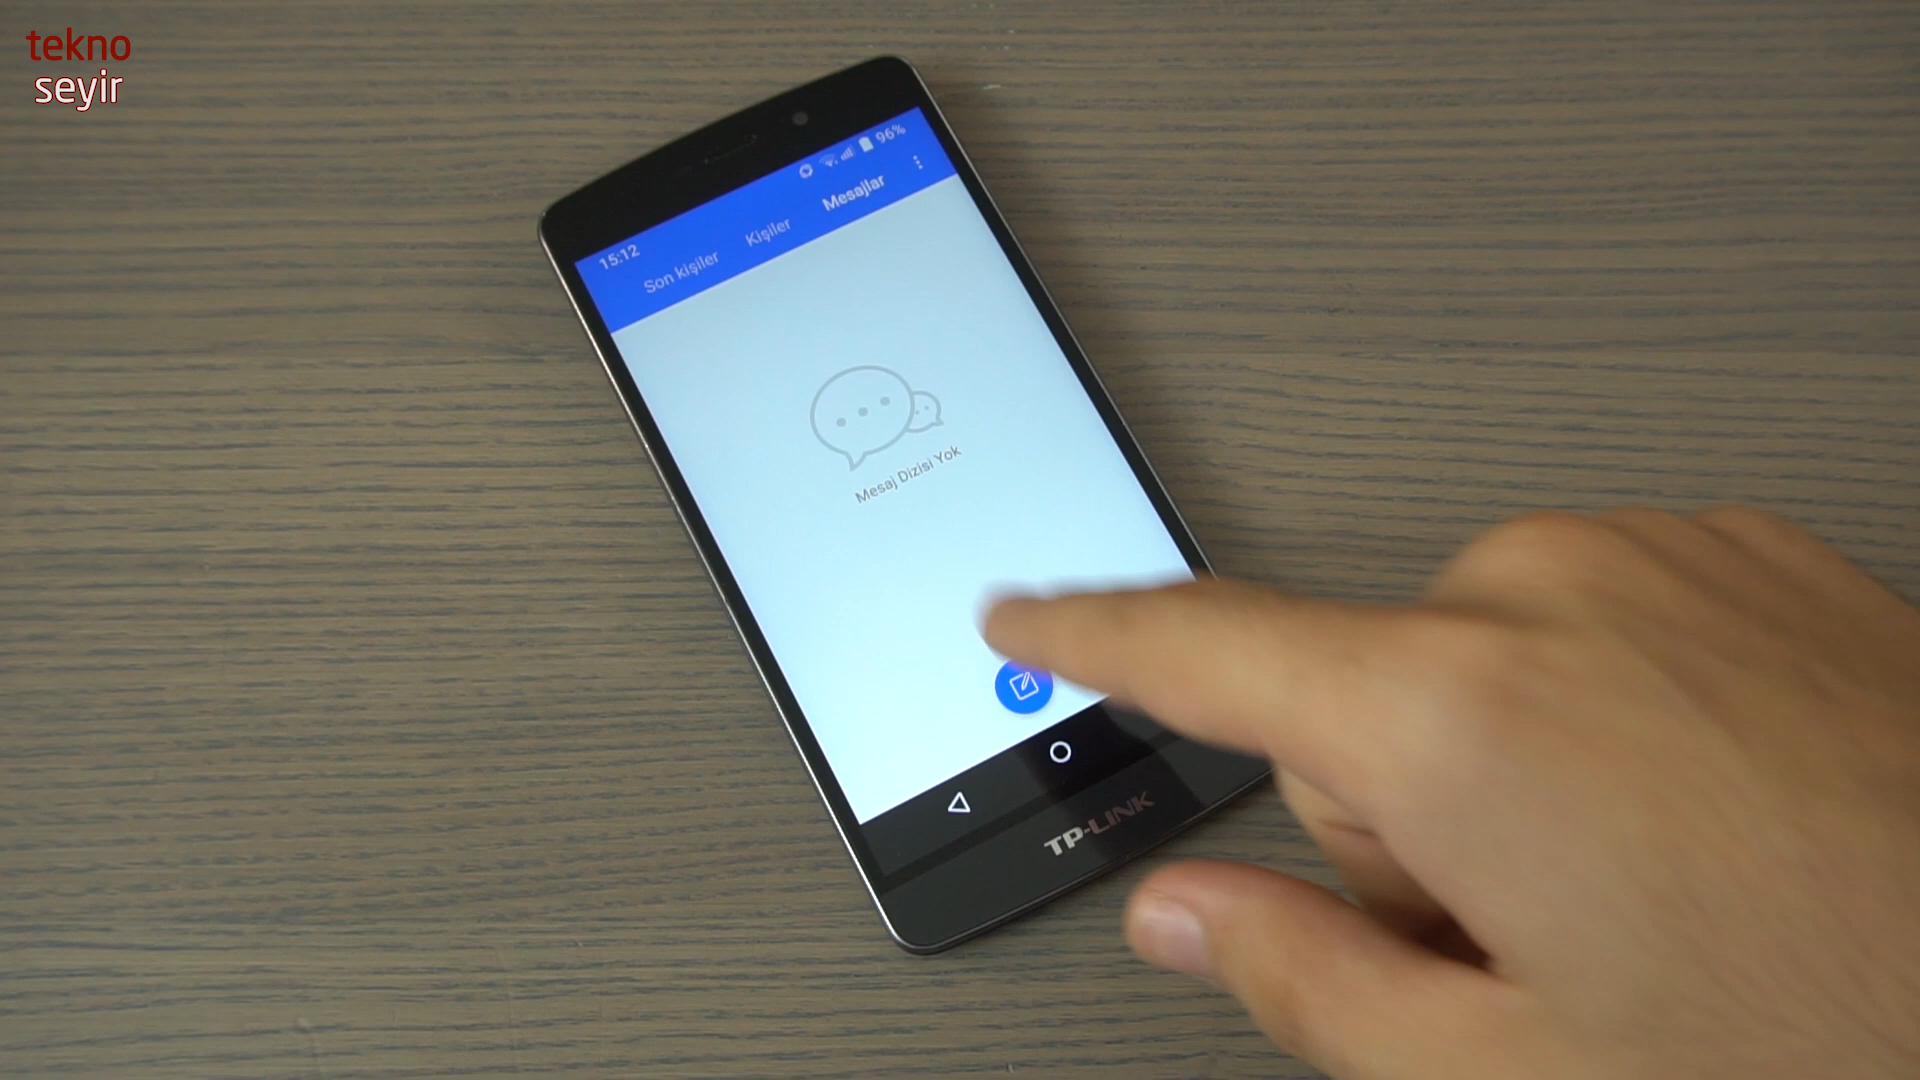 tekno
seyir
15:12
96%
Son kişiler
Kişiler
Mesajlar
Mesaj Dizisi Yok
TP-LINK